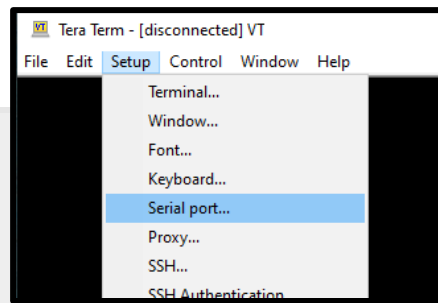 VT Tera Term - [disconnected] VT
File Edit Setup Control Window Help
Terminal...
Window...
Font...
Keyboard...
Serial port...
Proxy...
SSH...
SSH Authentication